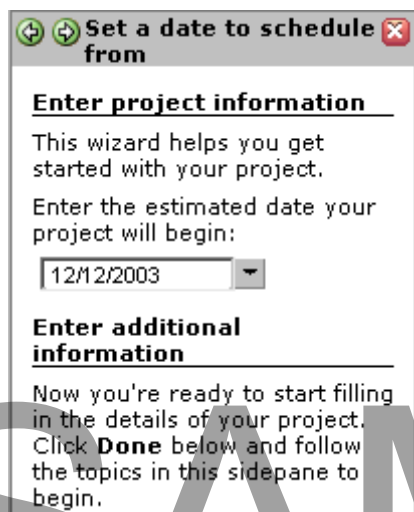 Set a date to schedule
from
Enter project information
This wizard helps you get
started with your project.
Enter the estimated date your
project will begin:
12/12/2003
Enter additional
information
Now you're ready to start filling
in the details of your project.
Click Done below and follow
the topics in this sidepane to
begin.